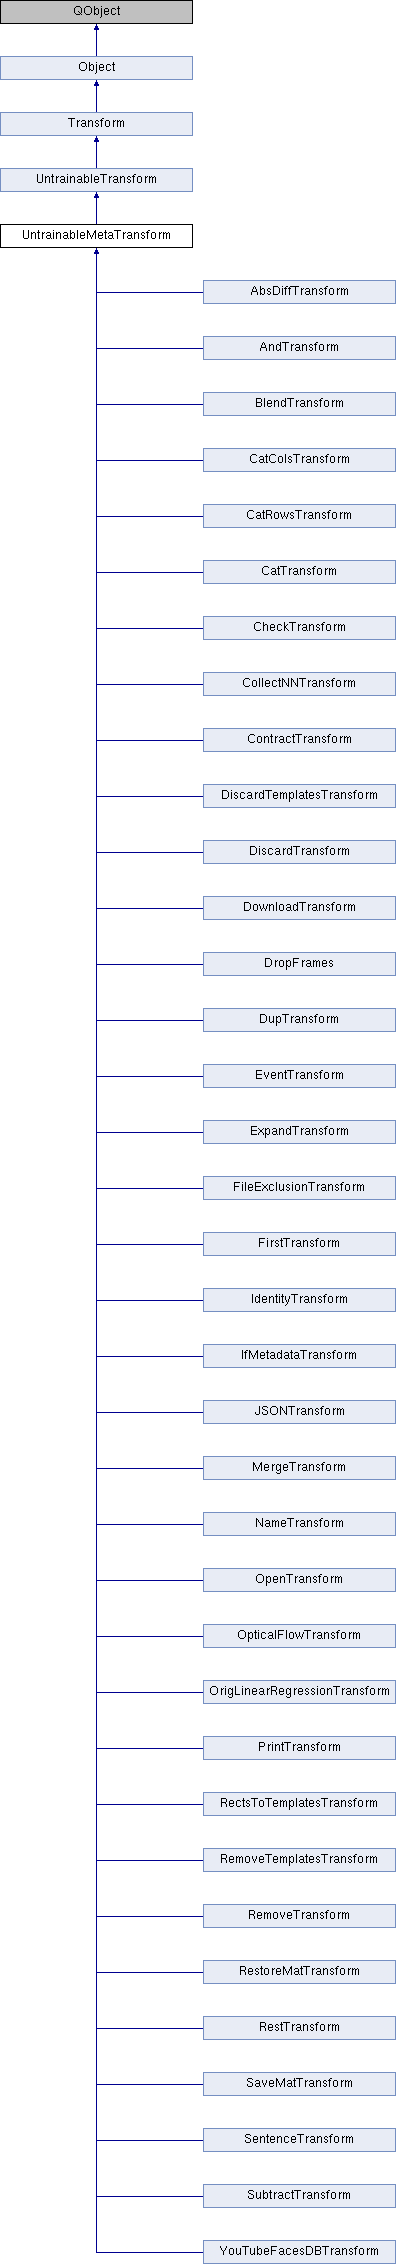 QObject
Object
Transform
UntrainableTransform
UntrainableMetaTransform
AbsDiffTransform
AndTransform
BlendTransform
CatColsTransform
CatRowsTransform
CatTransform
CheckTransform
CollectNNTransform
ContractTransform
DiscardTemplatesTransform
DiscardTransform
DownloadTransform
DropFrames
DupTransform
EventTransform
ExpandTransform
FileExclusionTransform
FirstTransform
IdentityTransform
IfMetadataTransform
JSONTransform
MergeTransform
NameTransform
OpenTransform
OpticalFlowTransform
OrigLinearRegressionTransform
PrintTransform
RectsToTemplatesTransform
RemoveTemplatesTransform
RemoveTransform
RestoreMatTransform
RestTransform
SaveMatTransform
SentenceTransform
SubtractTransform
YouTubeFacesDBTransform